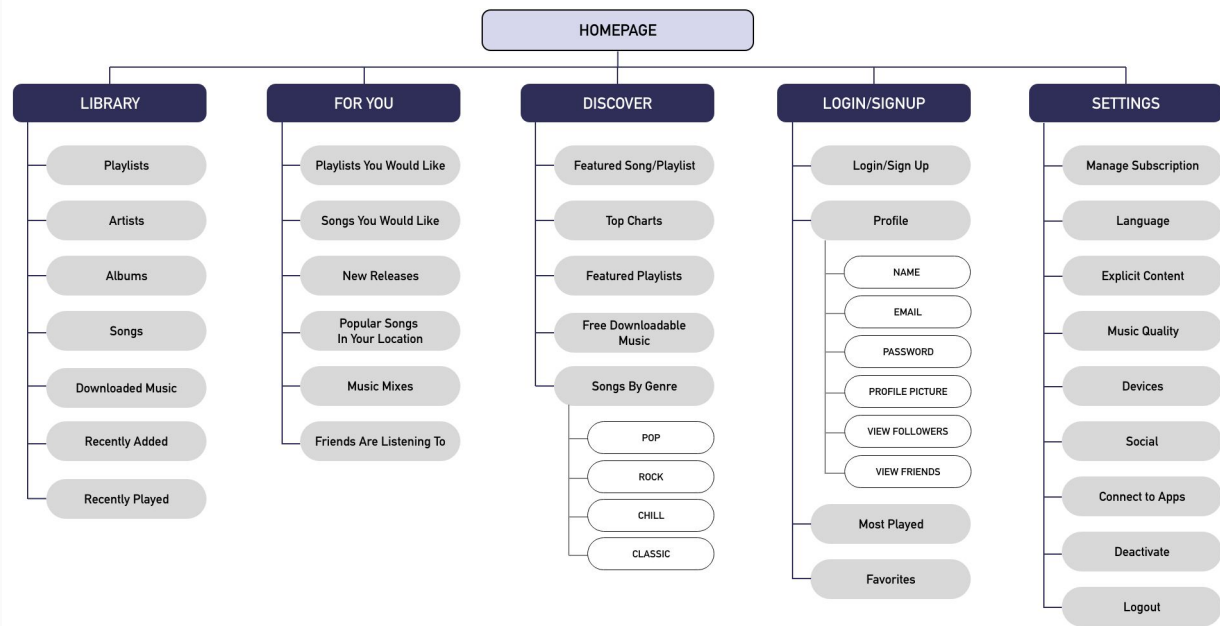 HOMEPAGE
LIBRARY
Playlists
Artists
Albums
Songs
Downloaded Music
Recently Added
Recently Played
FOR YOU
Playlists You Would Like
Songs You Would Like
New Releases
Popular Songs
In Your Location
Music Mixes
Friends Are Listening To
DISCOVER
Featured Song/Playlist
Top Charts
Featured Playlists
Free Downloadable
Music
Songs By Genre
POP
ROCK
CHILL
CLASSIC
LOGIN/SIGNUP
Login/Sign Up
Profile
NAME
EMAIL
PASSWORD
PROFILE PICTURE
VIEW FOLLOWERS
VIEW FRIENDS
Most Played
Favorites
SETTINGS
Manage Subscription
Language
Explicit Content
Music Quality
Devices
Social
Connect to Apps
Deactivate
Logout